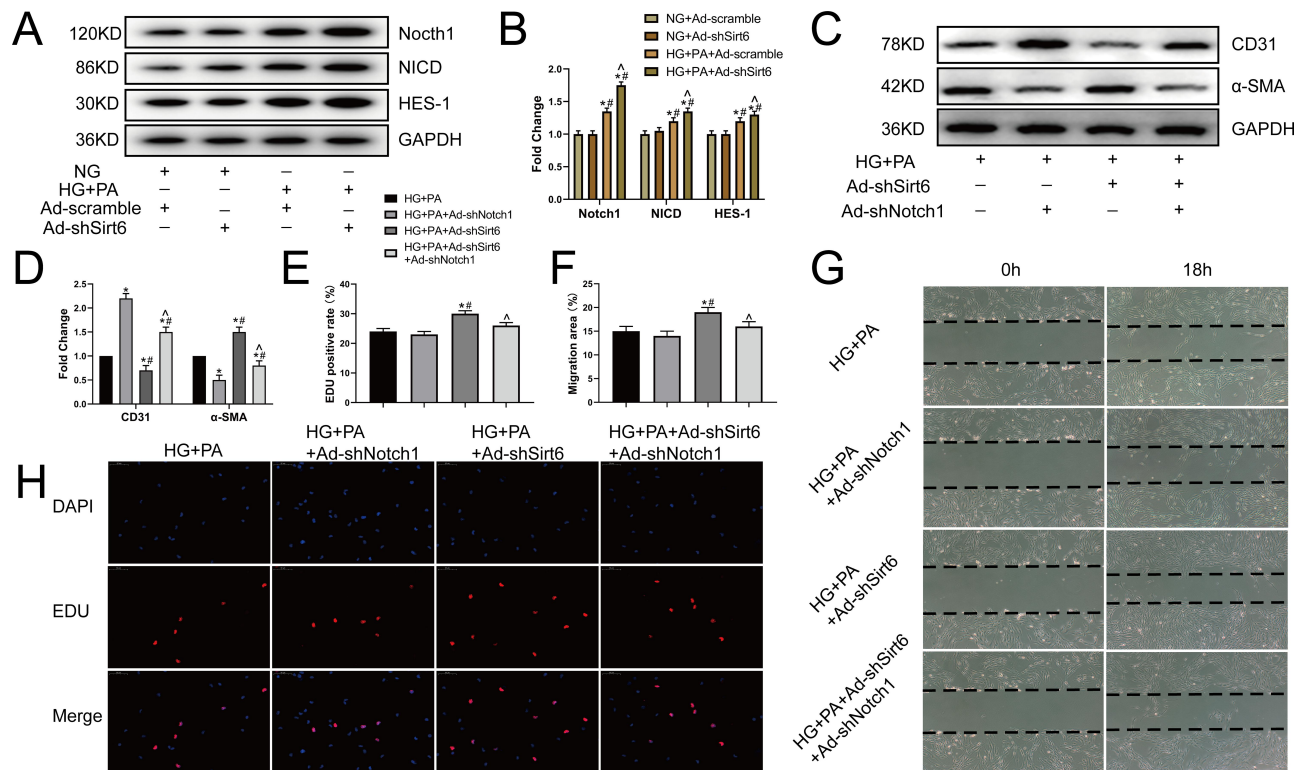 A
120KD
Nocth1
86KD
NICD
30KD
HES-1
36KD
GAPDH
NG + + – –
HG+PA – – + +
Ad-scramble + – + –
Ad-shSirt6 – + – +
B
NG+Ad-scramble
NG+Ad-shSirt6
HG+PA+Ad-scramble
HG+PA+Ad-shSirt6
Fold Change
2.0
1.5
1.0
0.5
0.0
*#
^
*#
*#
^
*#
*#
^
*#
Notch1 NICD HES-1
C
78KD
CD31
42KD
α-SMA
36KD
GAPDH
HG+PA + + + +
Ad-shSirt6 – – + +
Ad-shNotch1 – + – +
HG+PA
HG+PA+Ad-shNotch1
HG+PA+Ad-shSirt6
HG+PA+Ad-shSirt6
+Ad-shNotch1
D
Fold Change
2.5
2.0
1.5
1.0
0.5
0.0
*
*#
^
*#
*
*#
^
*#
CD31 α-SMA
E
EDU positive rate (%)
40
30
20
10
0
*#
^
F
Migration area (%)
25
20
15
10
5
0
*#
^
G
0h 18h
HG+PA
HG+PA
+Ad-shNotch1
HG+PA
+Ad-shSirt6
HG+PA+Ad-shSirt6
+Ad-shNotch1
H
HG+PA
HG+PA
+Ad-shNotch1
HG+PA
+Ad-shSirt6
HG+PA+Ad-shSirt6
+Ad-shNotch1
DAPI
EDU
Merge